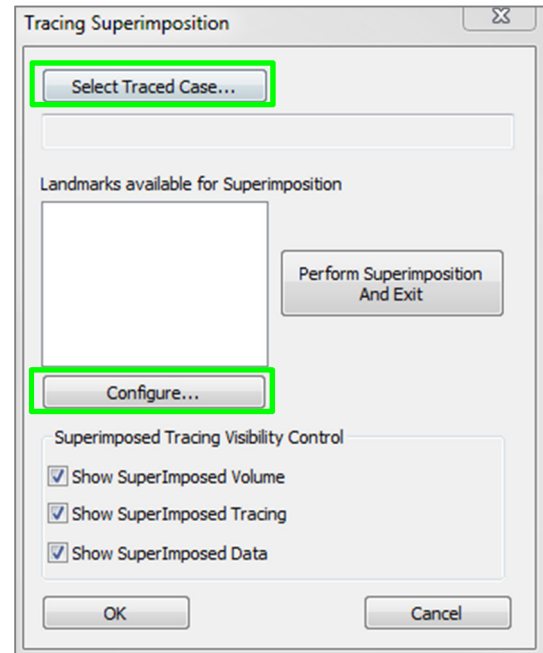 Tracing Superimposition
Select Traced Case...
Landmarks available for Superimposition
Perform Superimposition
And Exit
Configure...
Superimposed Tracing Visibility Control
Show SuperImposed Volume
Show SuperImposed Tracing
Show SuperImposed Data
OK
Cancel